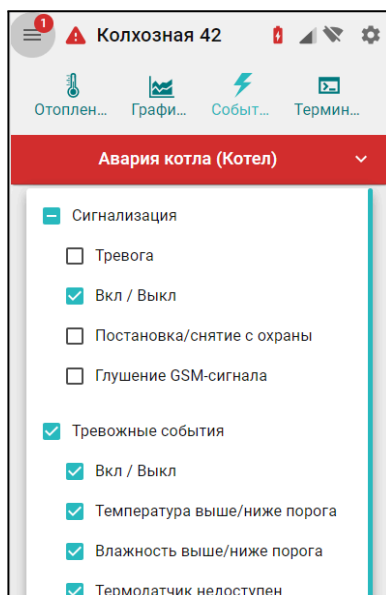 1
Колхозная 42
Отоплен... Графи... Событ... Термин...
Авария котла (Котел)
Сигнализация
Тревога
Вкл / Выкл
Постановка/снятие с охраны
Глушение GSM-сигнала
Тревожные события
Вкл / Выкл
Температура выше/ниже порога
Влажность выше/ниже порога
Термодатчик недоступен